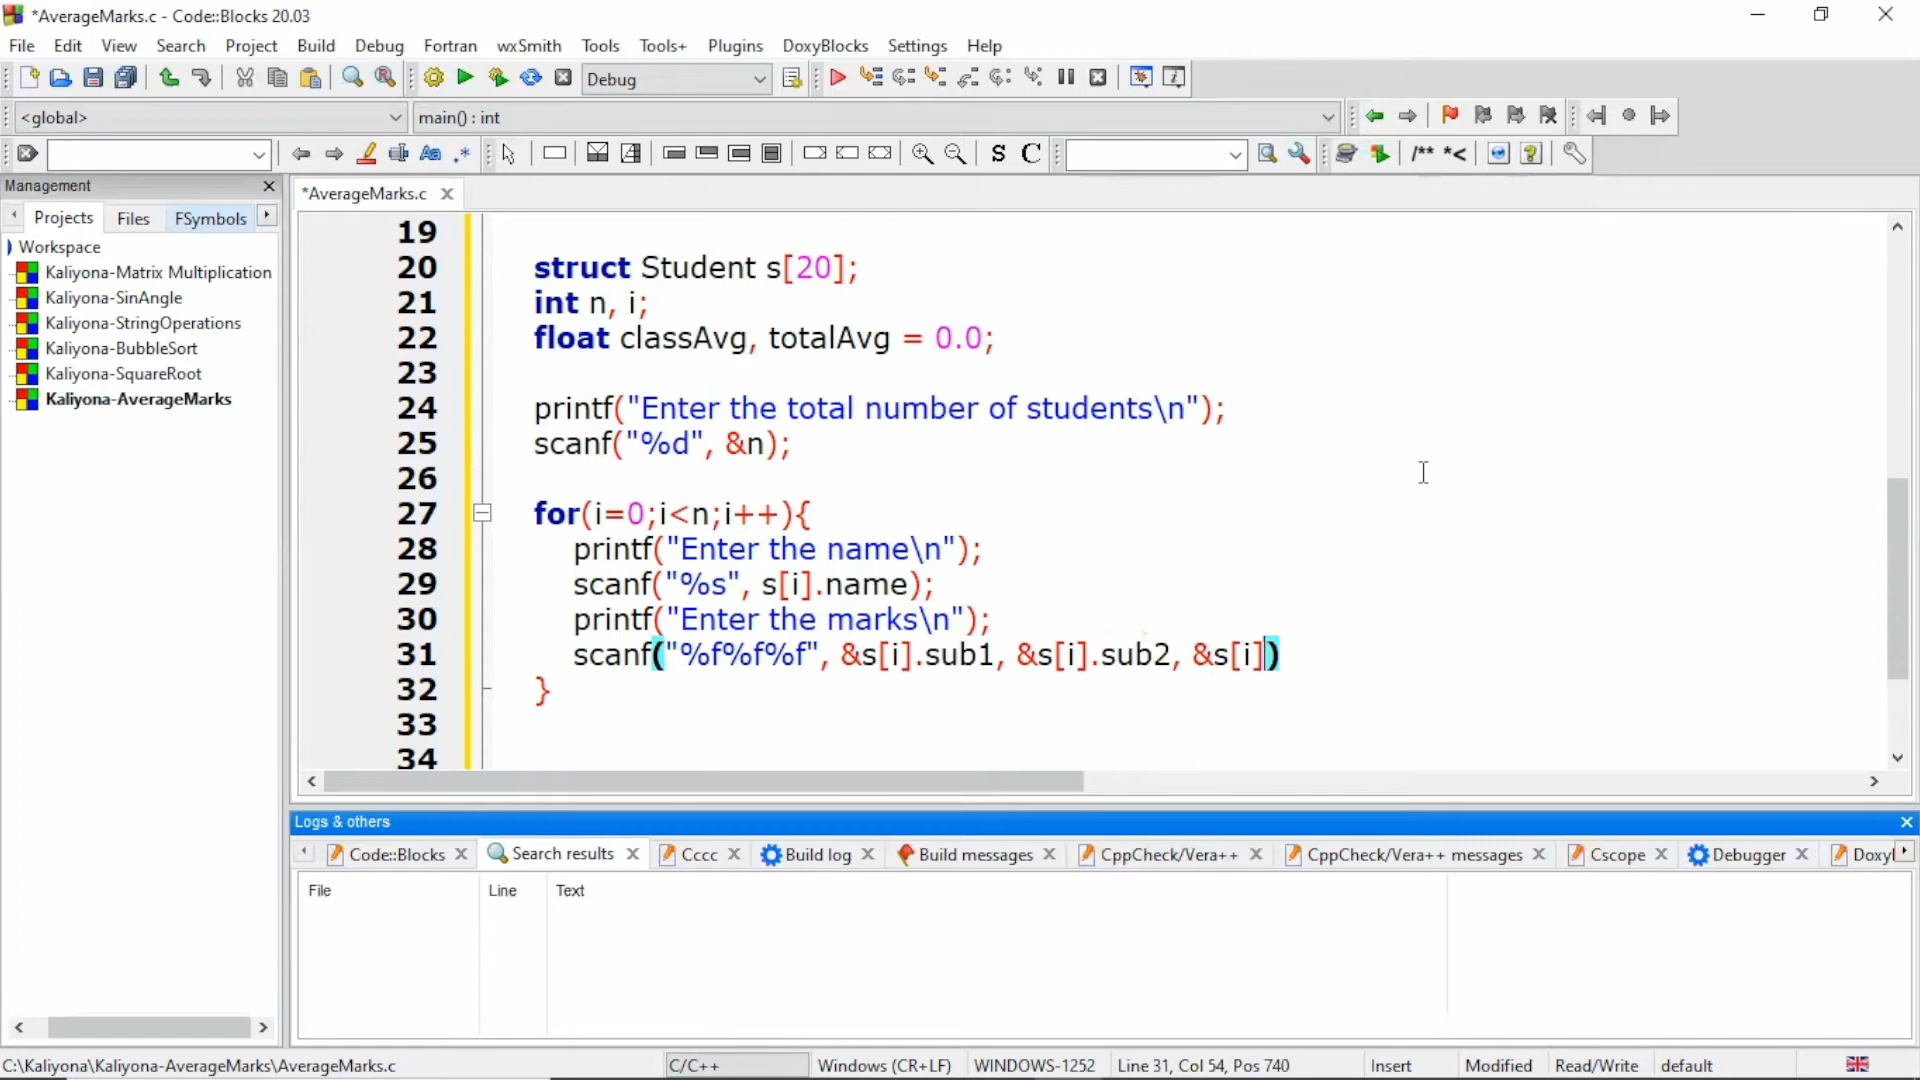 *AverageMarks.c - Code::Blocks 20.03
File Edit View Search Project Build Debug Fortran wxSmith Tools Tools+ Plugins DoxyBlocks Settings Help
Debug
<global> main() : int
S C /** *<
Management
Projects Files FSymbols
Workspace
Kaliyona-Matrix Multiplication
Kaliyona-SinAngle
Kaliyona-StringOperations
Kaliyona-BubbleSort
Kaliyona-SquareRoot
Kaliyona-AverageMarks
*AverageMarks.c
19
20 struct Student s[20];
21 int n, i;
22 float classAvg, totalAvg = 0.0;
23
24 printf("Enter the total number of students\n");
25 scanf("%d", &n);
26
27 for(i=0;i<n;i++){
28 printf("Enter the name\n");
29 scanf("%s", s[i].name);
30 printf("Enter the marks\n");
31 scanf("%f%f%f", &s[i].sub1, &s[i].sub2, &s[i])
32 }
33
34
Logs & others
Code::Blocks Search results Cccc Build log Build messages CppCheck/Vera++ CppCheck/Vera++ messages Cscope Debugger Doxy
File Line Text
C:\Kaliyona\Kaliyona-AverageMarks\AverageMarks.c C/C++ Windows (CR+LF) WINDOWS-1252 Line 31, Col 54, Pos 740 Insert Modified Read/Write default